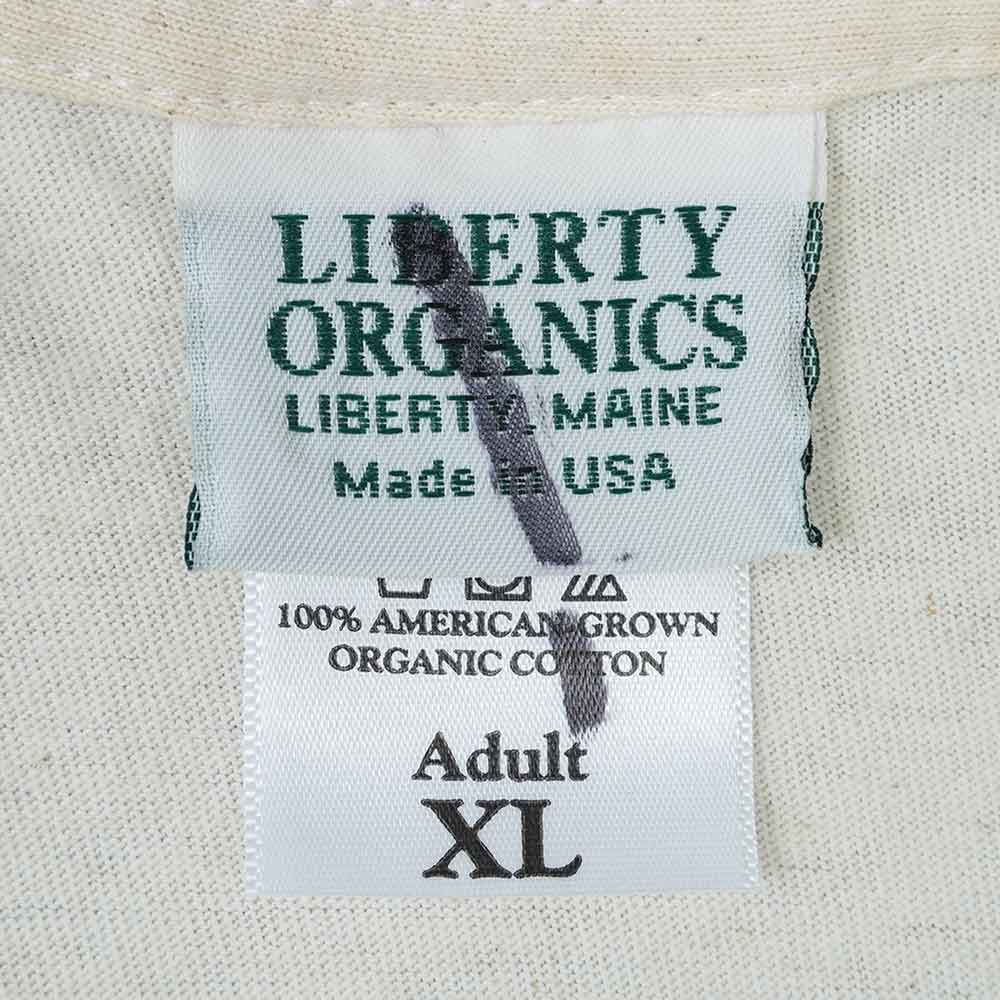 LIBERTY
ORGANICS
LIBERTY, MAINE
Made in USA
100% AMERICAN GROWN
ORGANIC COTTON
Adult
XL